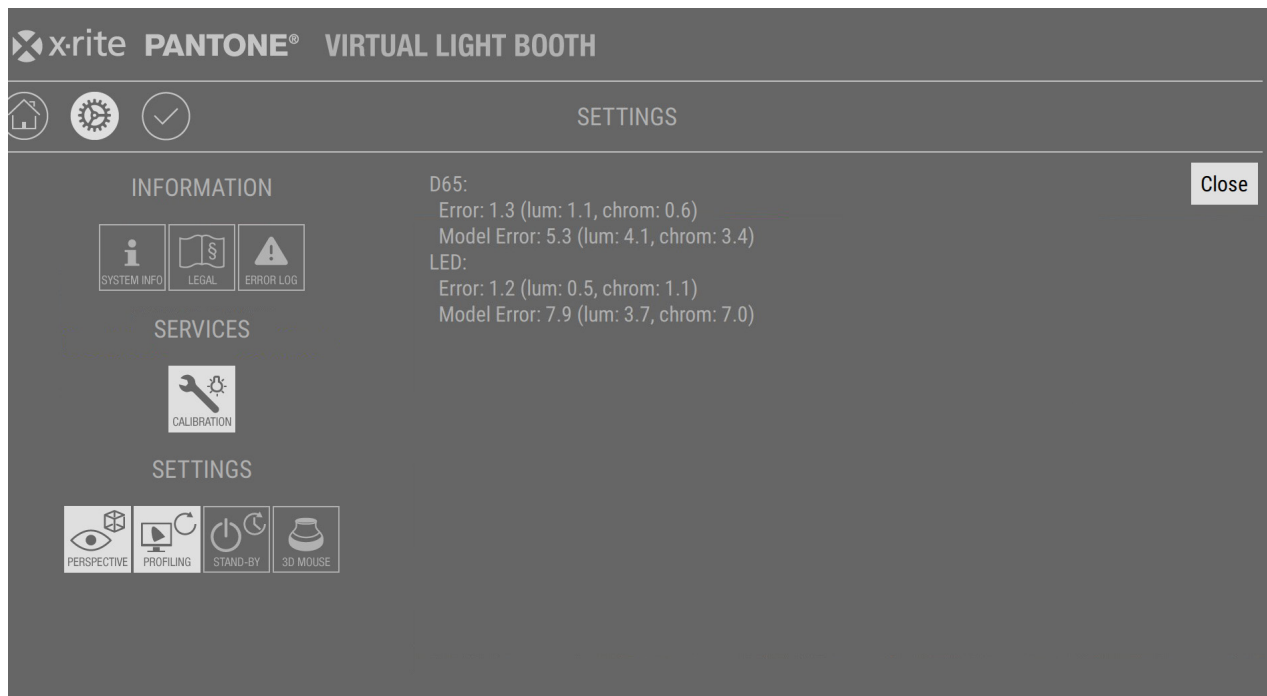 x·rite PANTONE® VIRTUAL LIGHT BOOTH
SETTINGS
INFORMATION
SYSTEM INFO
LEGAL
ERROR LOG
SERVICES
CALIBRATION
SETTINGS
PERSPECTIVE
PROFILING
STAND-BY
3D MOUSE
D65:
Error: 1.3 (lum: 1.1, chrom: 0.6)
Model Error: 5.3 (lum: 4.1, chrom: 3.4)
LED:
Error: 1.2 (lum: 0.5, chrom: 1.1)
Model Error: 7.9 (lum: 3.7, chrom: 7.0)
Close